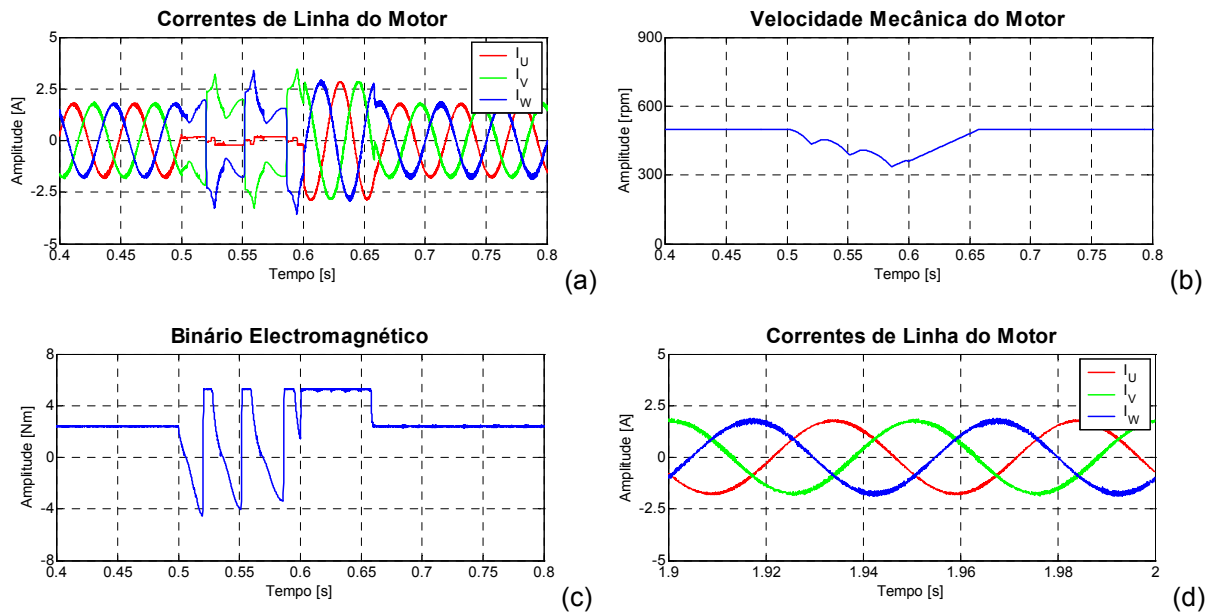 Correntes de Linha do Motor
Amplitude [A]
5
2.5
0
-2.5
-5
I_U
I_V
I_W
0.4 0.45 0.5 0.55 0.6 0.65 0.7 0.75 0.8
Tempo [s]
(a)
Velocidade Mecânica do Motor
Amplitude [rpm]
900
600
300
0
0.4 0.45 0.5 0.55 0.6 0.65 0.7 0.75 0.8
Tempo [s]
(b)
Binário Electromagnético
Amplitude [Nm]
8
4
0
-4
-8
0.4 0.45 0.5 0.55 0.6 0.65 0.7 0.75 0.8
Tempo [s]
(c)
Correntes de Linha do Motor
Amplitude [A]
5
2.5
0
-2.5
-5
I_U
I_V
I_W
1.9 1.92 1.94 1.96 1.98 2
Tempo [s]
(d)